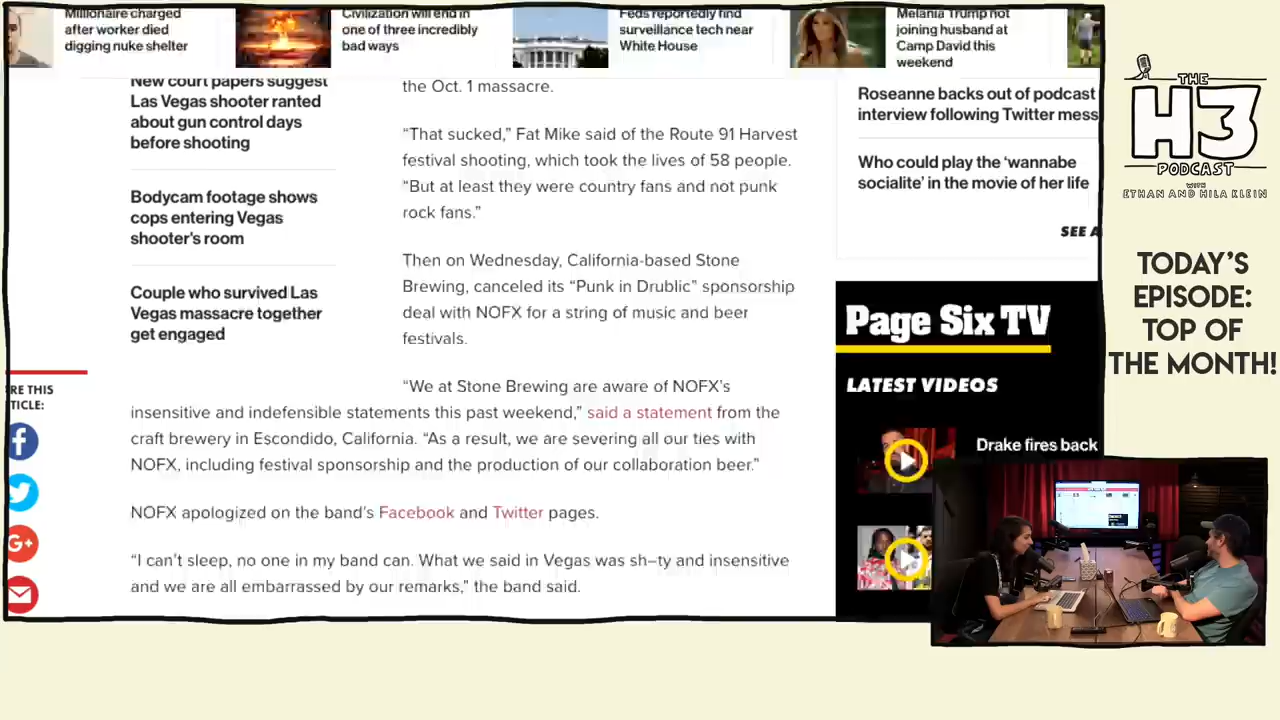 Millionaire charged
after worker died
digging nuke shelter
Civilization will end in
one of three incredibly
bad ways
Feds reportedly find
surveillance tech near
White House
Melania Trump not
joining husband at
Camp David this
weekend
New court papers suggest
Las Vegas shooter ranted
about gun control days
before shooting
Bodycam footage shows
cops entering Vegas
shooter's room
Couple who survived Las
Vegas massacre together
get engaged
RE THIS
TICLE:
the Oct. 1 massacre.
“That sucked,” Fat Mike said of the Route 91 Harvest
festival shooting, which took the lives of 58 people.
“But at least they were country fans and not punk
rock fans.”
Then on Wednesday, California-based Stone
Brewing, canceled its “Punk in Drublic” sponsorship
deal with NOFX for a string of music and beer
festivals.
“We at Stone Brewing are aware of NOFX’s
insensitive and indefensible statements this past weekend,” said a statement from the
craft brewery in Escondido, California. “As a result, we are severing all our ties with
NOFX, including festival sponsorship and the production of our collaboration beer.”
NOFX apologized on the band’s Facebook and Twitter pages.
“I can’t sleep, no one in my band can. What we said in Vegas was sh–ty and insensitive
and we are all embarrassed by our remarks,” the band said.
Roseanne backs out of podcast
interview following Twitter mess
Who could play the ‘wannabe
socialite’ in the movie of her life
SEE A
Page Six TV
LATEST VIDEOS
Drake fires back
THE
H3
PODCAST
WITH
ETHAN AND HILA KLEIN
TODAY'S
EPISODE:
TOP OF
THE MONTH!